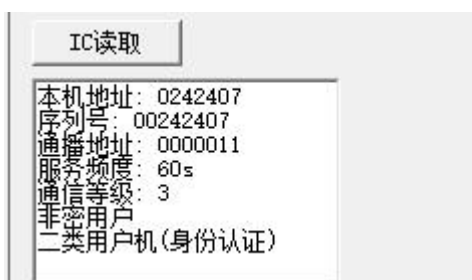 IC读取
本机地址: 0242407
序列号: 00242407
通播地址: 0000011
服务频度: 60s
通信等级: 3
非密用户
二类用户机(身份认证)